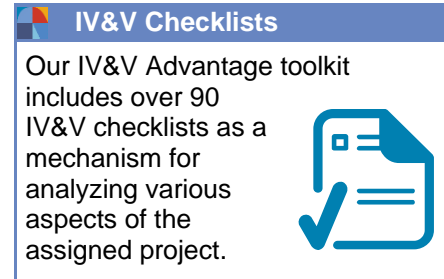 IV&V Checklists
Our IV&V Advantage toolkit
includes over 90
IV&V checklists as a
mechanism for
analyzing various
aspects of the
assigned project.